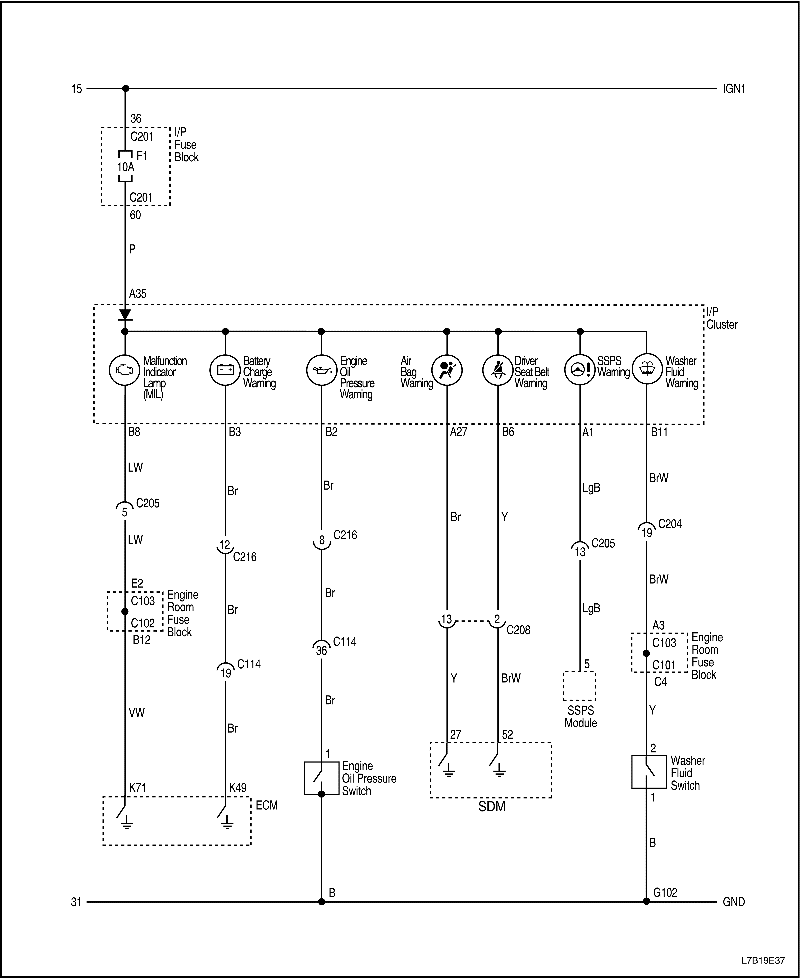 15 IGN1
36
C201
F1
10A
C201
I/P
Fuse
Block
60
P
A35
I/P
Cluster
Malfunction
Indicator
Lamp
(MIL)
Battery
Charge
Warning
Engine
Oil
Pressure
Warning
Air
Bag
Warning
Driver
Seat Belt
Warning
SSPS
Warning
Washer
Fluid
Warning
B8 B3 B2 A27 B6 A1 B11
LW
Br
Br
Br
Y
LgB
BrW
5 C205
12 C216
8 C216
13 C205
19 C204
LW
Br
Br
LgB
BrW
E2
C103
C102
B12
Engine
Room
Fuse
Block
13 2 C208
A3
C103
C101
C4
Engine
Room
Fuse
Block
19 C114
36 C114
5
SSPS
Module
VW
Br
Br
Y
BrW
Y
K71 K49
ECM
1
Engine
Oil Pressure
Switch
27 52
SDM
2
Washer
Fluid
Switch
1
B
B
G102
31 GND
L7B19E37